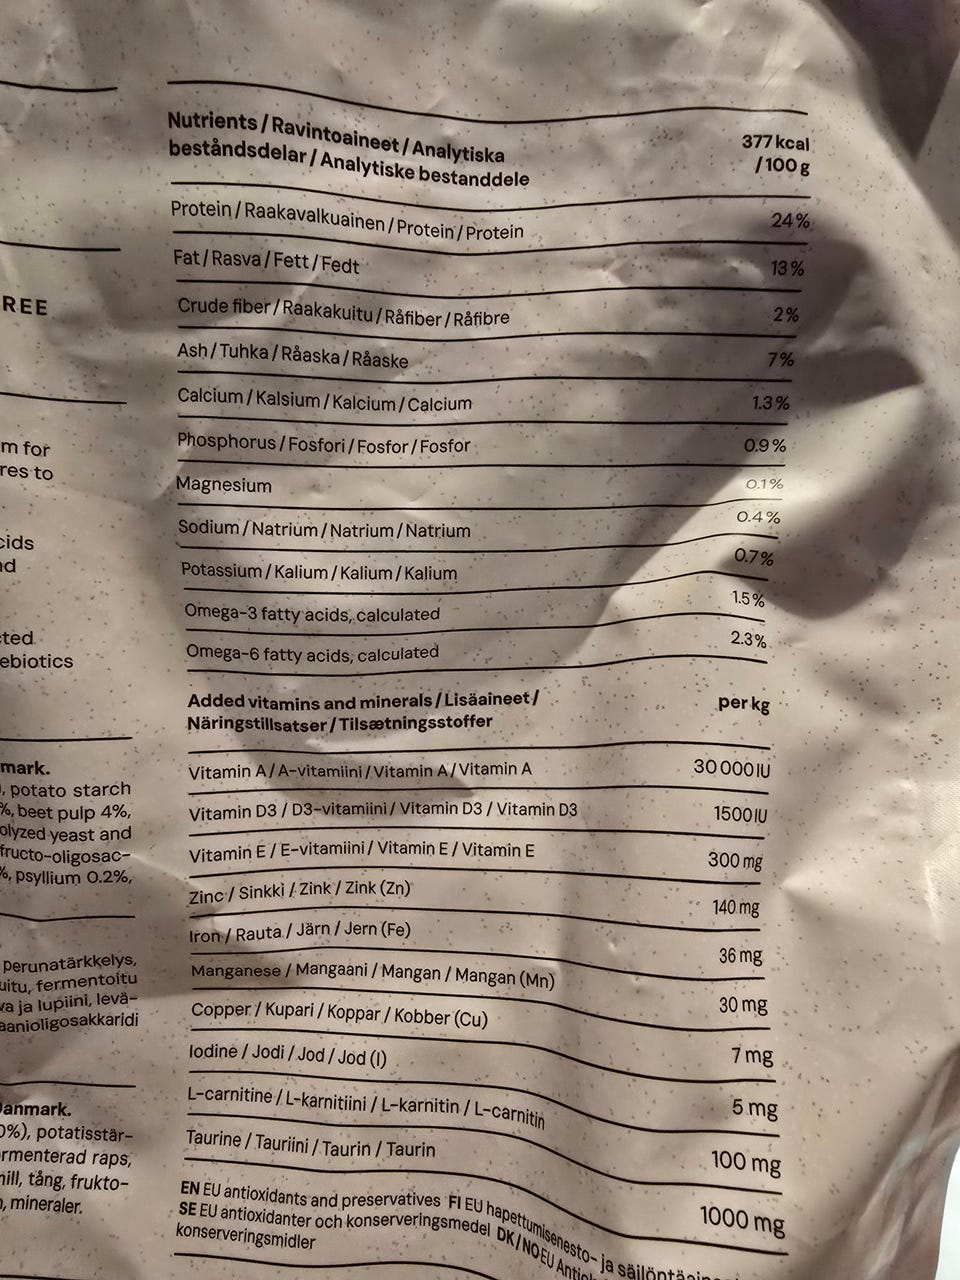 REE
m for
res to
cids
nd
cted
ebiotics
mark.
, potato starch
%, beet pulp 4%,
olyzed yeast and
fructo-oligosac-
%, psyllium 0.2%,
perunatärkkelys,
uitu, fermentoitu
va ja lupiini, levä-
aanioligosakkaridi
Danmark.
0%), potatisstär-
ermenterad raps,
nill, tång, frukto-
, mineraler.
Nutrients / Ravintoaineet / Analytiska
beståndsdelar / Analytiske bestanddele
377 kcal
/100 g
Protein / Raakavalkuainen / Protein / Protein 24 %
Fat / Rasva / Fett / Fedt 13 %
Crude fiber / Raakakuitu / Råfiber / Råfibre 2 %
Ash / Tuhka / Råaska / Råaske 7 %
Calcium / Kalsium / Kalcium / Calcium 1.3 %
Phosphorus / Fosfori / Fosfor / Fosfor 0.9 %
Magnesium 0.1 %
Sodium / Natrium / Natrium / Natrium 0.4 %
Potassium / Kalium / Kalium / Kalium 0.7 %
Omega-3 fatty acids, calculated 1.5 %
Omega-6 fatty acids, calculated 2.3 %
Added vitamins and minerals / Lisäaineet /
Näringstillsatser / Tilsætningsstoffer
per kg
Vitamin A / A-vitamiini / Vitamin A / Vitamin A 30 000 IU
Vitamin D3 / D3-vitamiini / Vitamin D3 / Vitamin D3 1500 IU
Vitamin E / E-vitamiini / Vitamin E / Vitamin E 300 mg
Zinc / Sinkki / Zink / Zink (Zn) 140 mg
Iron / Rauta / Järn / Jern (Fe) 36 mg
Manganese / Mangaani / Mangan / Mangan (Mn) 30 mg
Copper / Kupari / Koppar / Kobber (Cu) 7 mg
Iodine / Jodi / Jod / Jod (I) 5 mg
L-carnitine / L-karnitiini / L-karnitin / L-carnitin 100 mg
Taurine / Tauriini / Taurin / Taurin 1000 mg
EN EU antioxidants and preservatives FI EU hapettumisenesto- ja
SE EU antioxidanter och konserveringsmedel DK/NO EU
konserveringsmidler